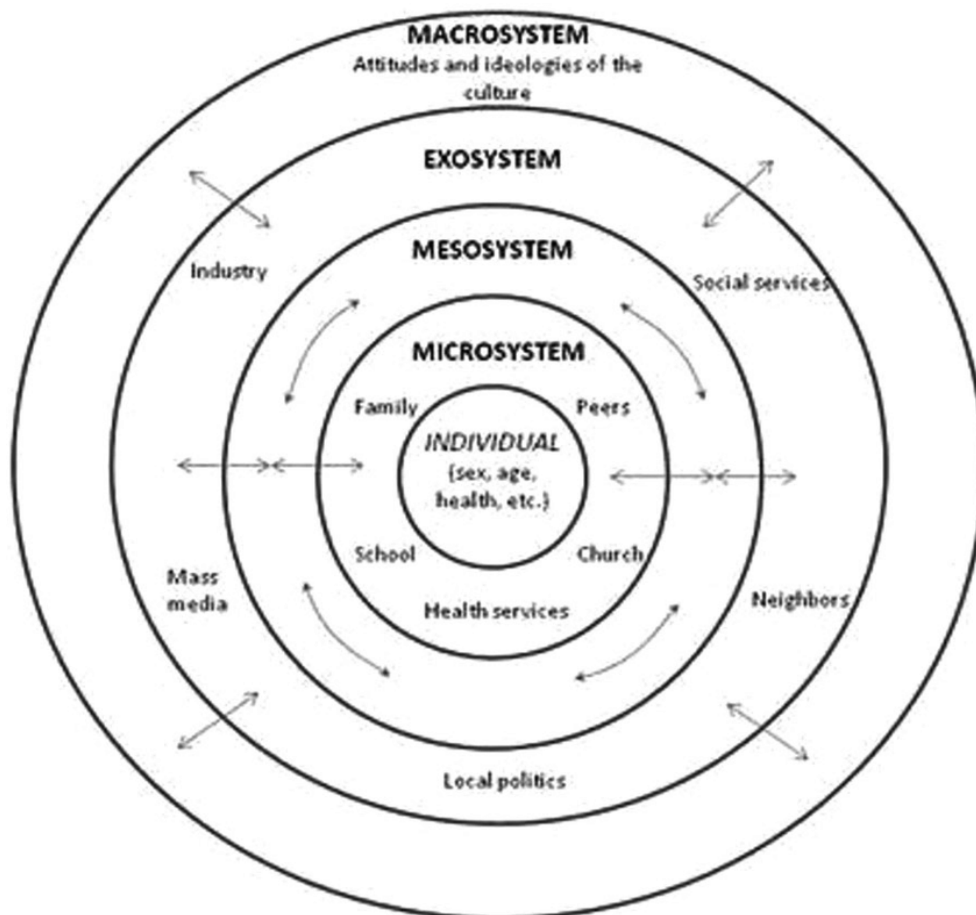 MACROSYSTEM
Attitudes and ideologies of the
culture
EXOSYSTEM
Industry
Social services
MESOSYSTEM
MICROSYSTEM
Family
Peers
INDIVIDUAL
{sex, age,
health, etc.}
School
Church
Health services
Mass
media
Neighbors
Local politics